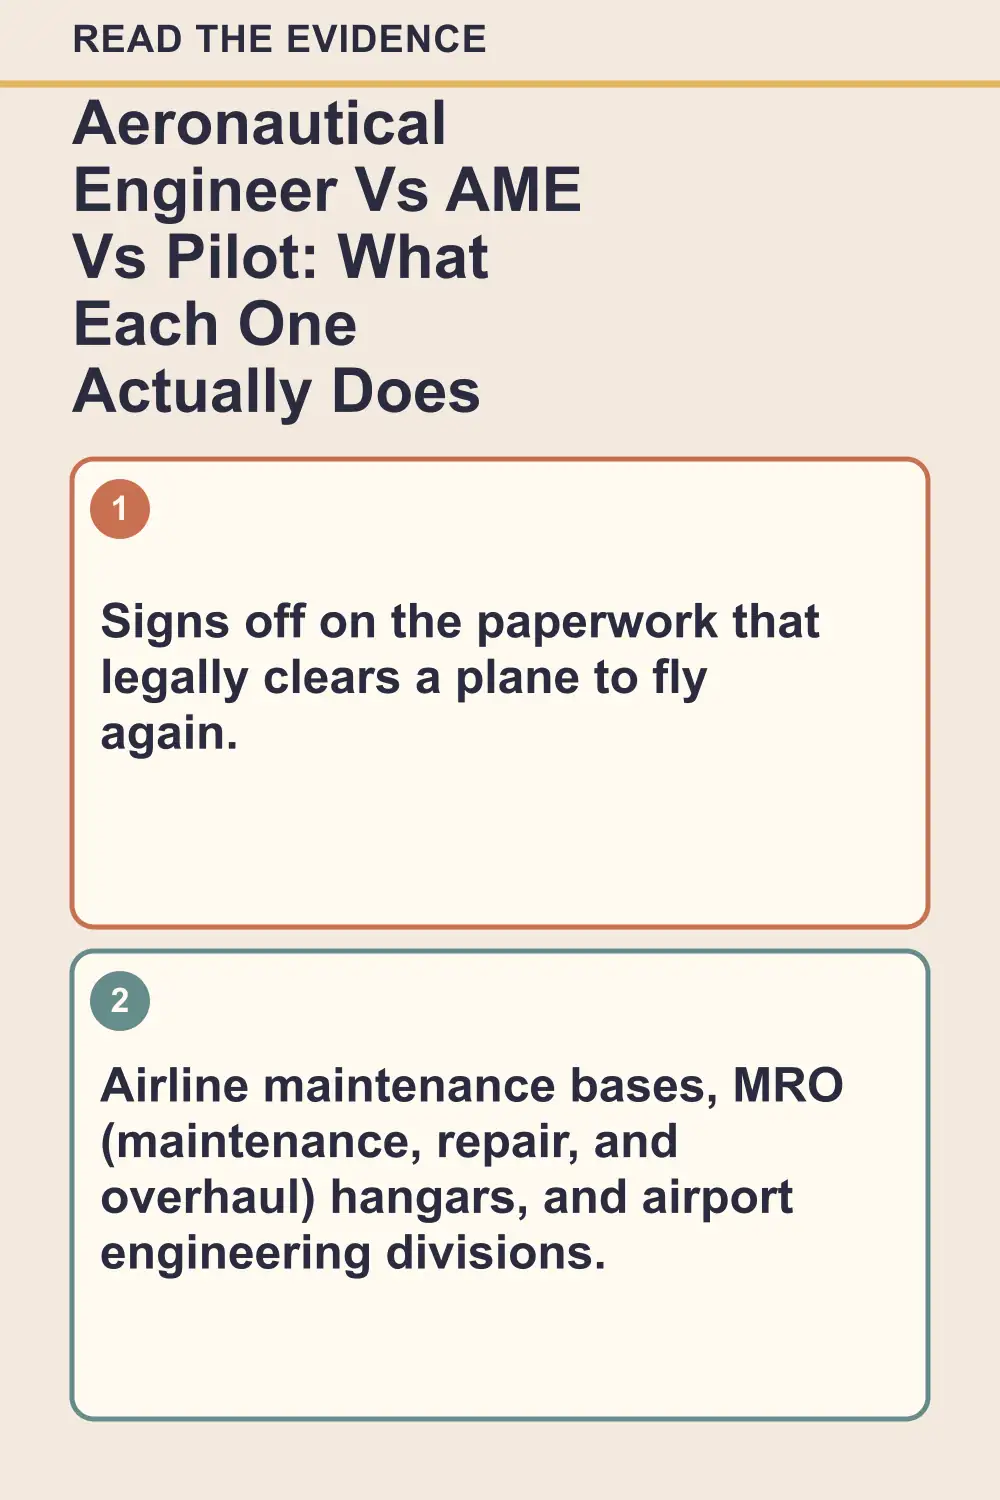 READ THE EVIDENCE
Aeronautical
Engineer Vs AME
Vs Pilot: What
Each One
Actually Does
1
Signs off on the paperwork that
legally clears a plane to fly
again.
2
Airline maintenance bases, MRO
(maintenance, repair, and
overhaul) hangars, and airport
engineering divisions.